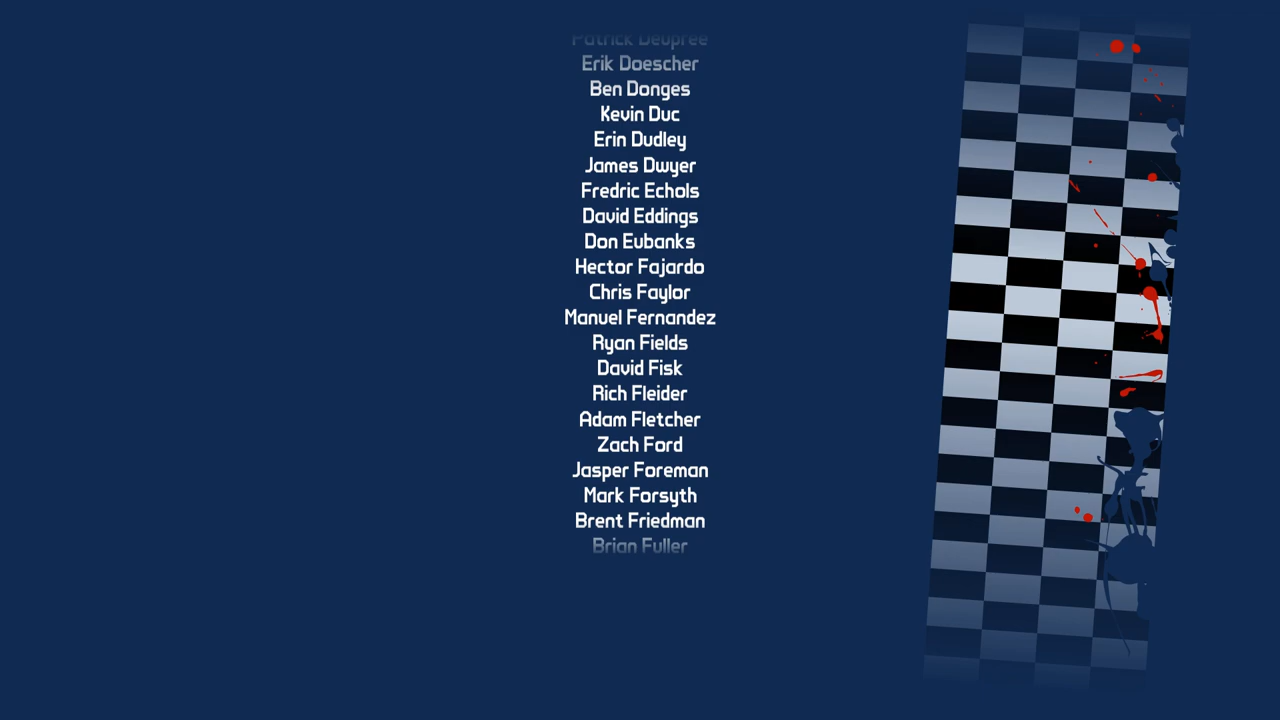 Patrick Deupree
Erik Doescher
Ben Donges
Kevin Duc
Erin Dudley
James Dwyer
Fredric Echols
David Eddings
Don Eubanks
Hector Fajardo
Chris Faylor
Manuel Fernandez
Ryan Fields
David Fisk
Rich Fleider
Adam Fletcher
Zach Ford
Jasper Foreman
Mark Forsyth
Brent Friedman
Brian Fuller